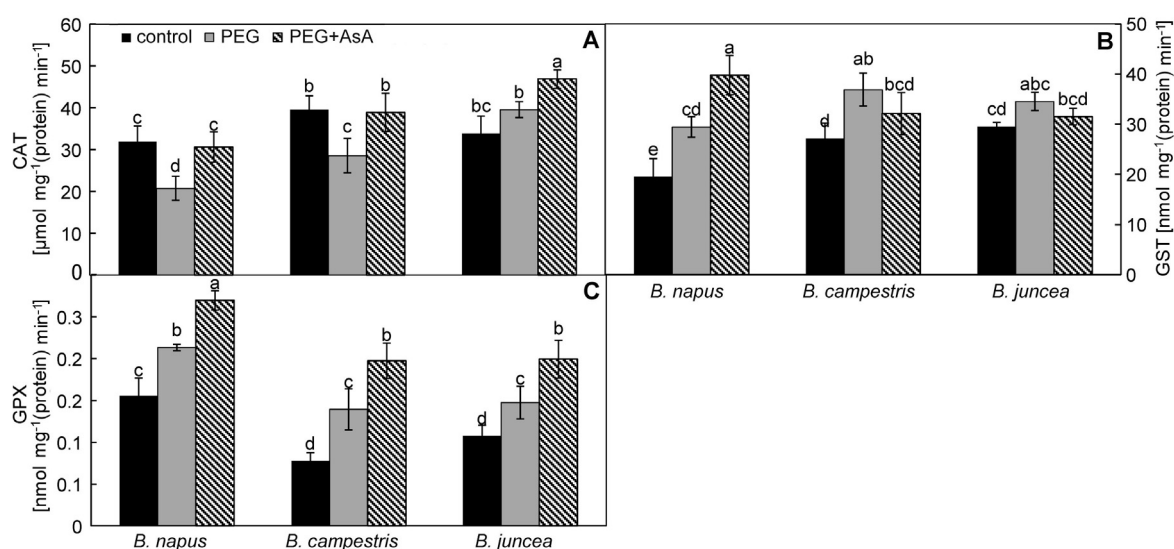 60
50
40
30
20
10
0
CAT
[µmol mg⁻¹(protein) min⁻¹]
control PEG PEG+AsA
A
c d c b c b bc b a
50
40
30
20
10
0
GST [nmol mg⁻¹(protein) min⁻¹]
B
e cd a d ab bcd cd abc bcd
B. napus B. campestris B. juncea
0.3
0.2
0.2
0.1
0.1
0
GPX
[nmol mg⁻¹(protein) min⁻¹]
C
c b a d c b d c b
B. napus B. campestris B. juncea